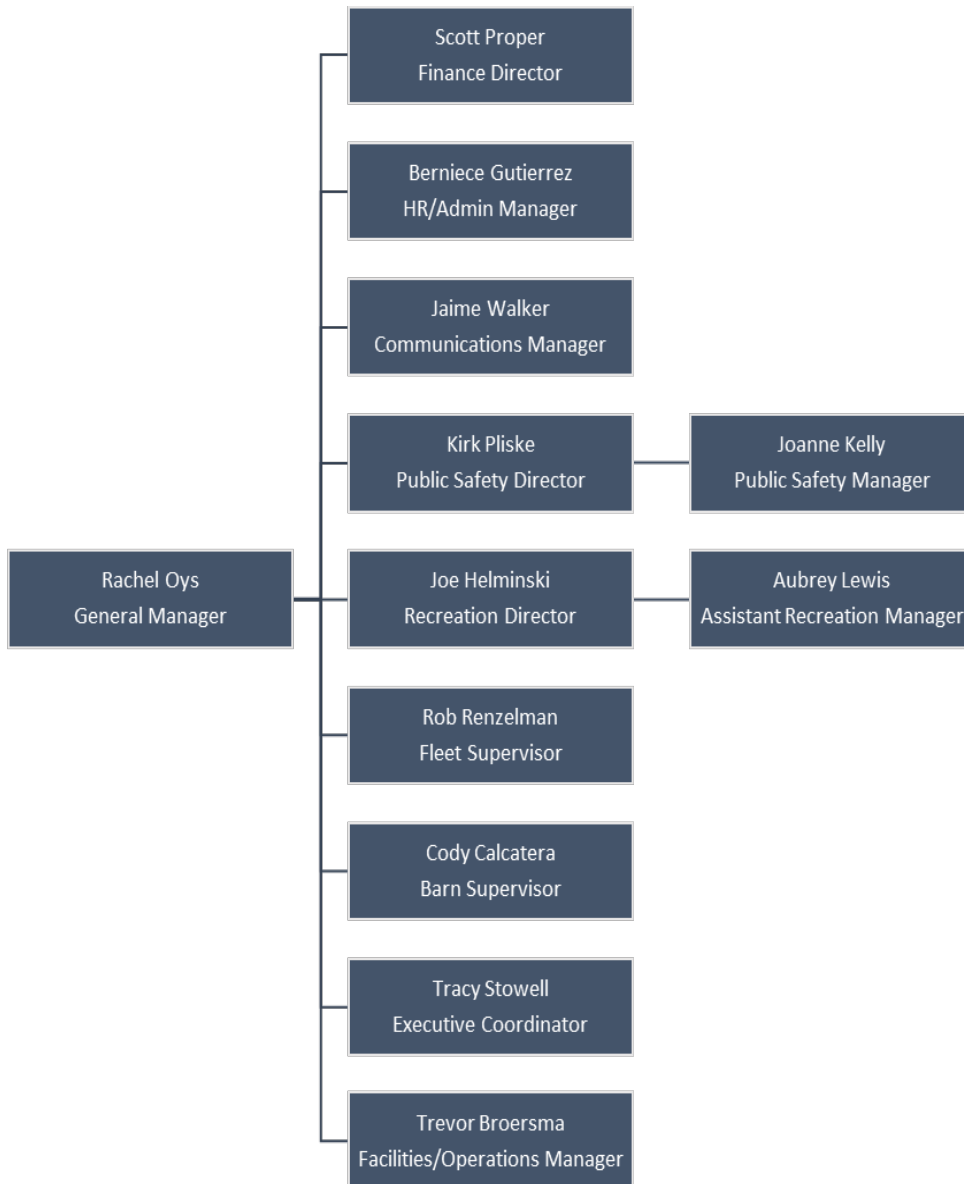 Scott Proper
Finance Director
Berniece Gutierrez
HR/Admin Manager
Jaime Walker
Communications Manager
Kirk Pliske
Public Safety Director
Joanne Kelly
Public Safety Manager
Rachel Oys
General Manager
Joe Helminski
Recreation Director
Aubrey Lewis
Assistant Recreation Manager
Rob Renzelman
Fleet Supervisor
Cody Calcatera
Barn Supervisor
Tracy Stowell
Executive Coordinator
Trevor Broersma
Facilities/Operations Manager